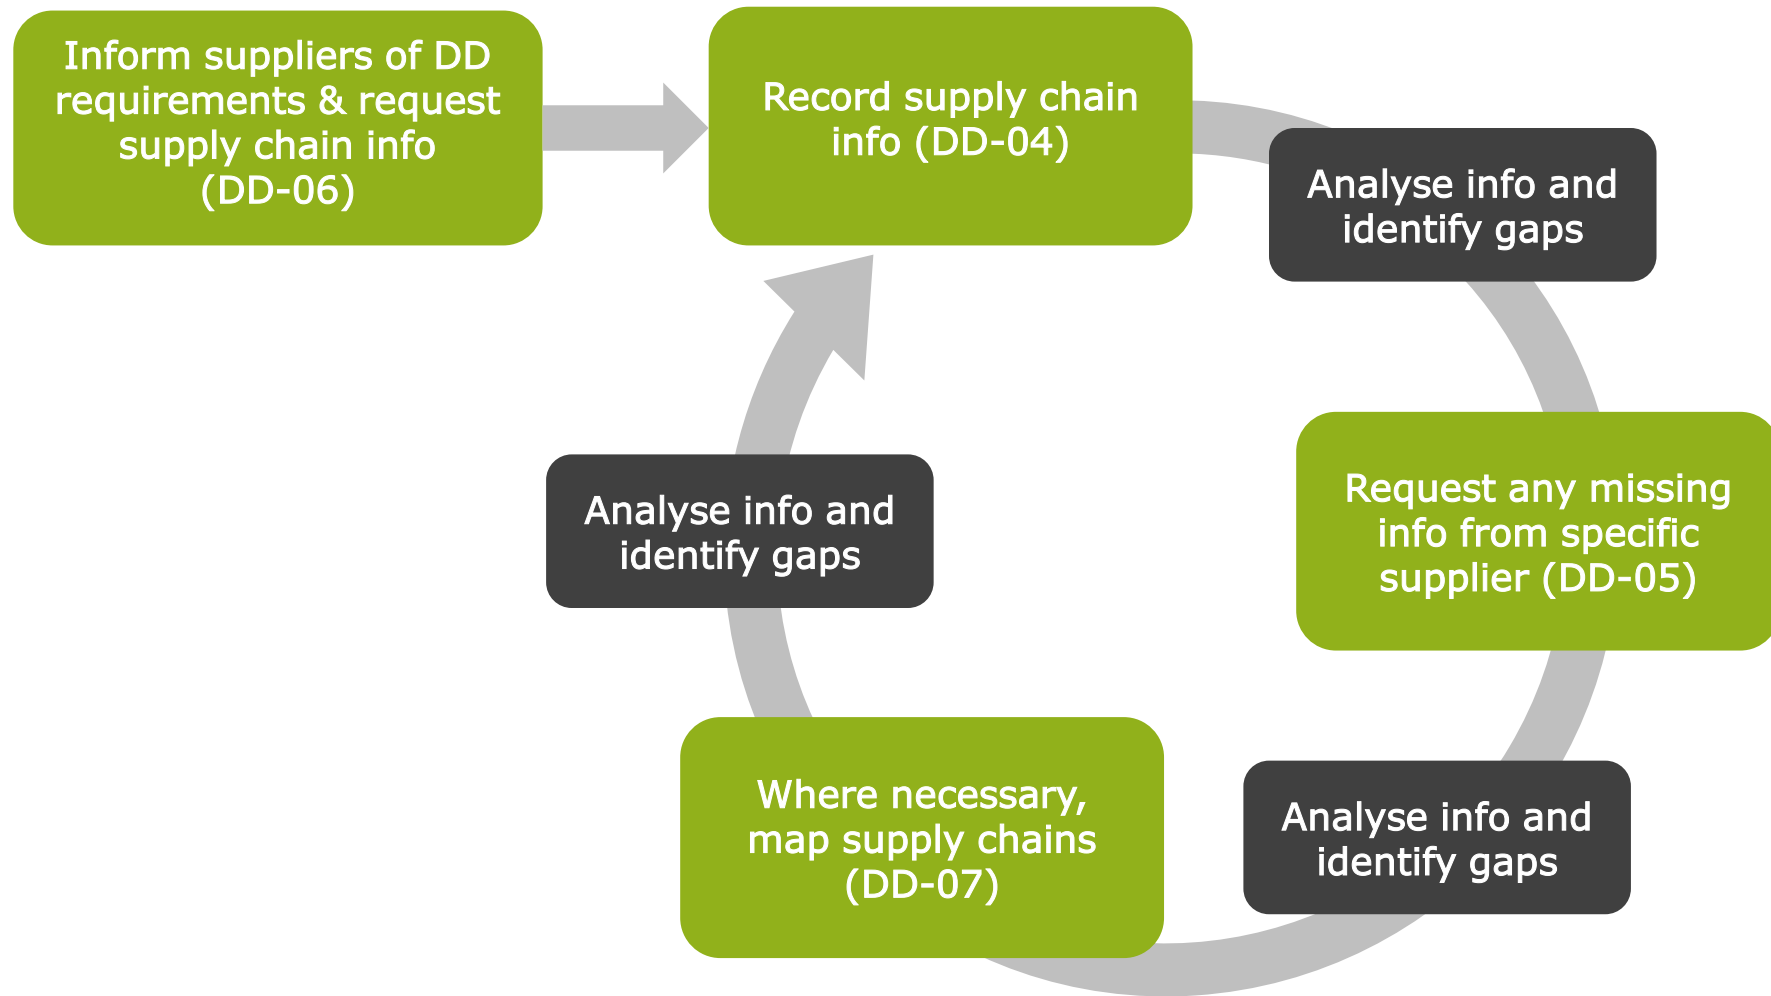 Inform suppliers of DD
requirements & request
supply chain info
(DD-06)
Record supply chain
info (DD-04)
Analyse info and
identify gaps
Request any missing
info from specific
supplier (DD-05)
Analyse info and
identify gaps
Where necessary,
map supply chains
(DD-07)
Analyse info and
identify gaps